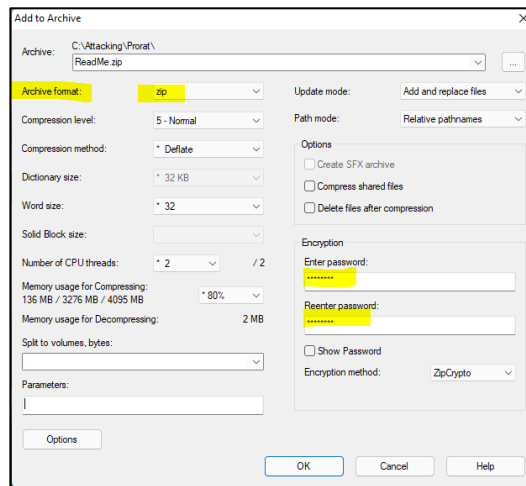 Add to Archive
Archive: C:\Attacking\Prorat\
ReadMe.zip
...
Archive format: zip
Compression level: 5 - Normal
Compression method: * Deflate
Dictionary size: * 32 KB
Word size: * 32
Solid Block size:
Number of CPU threads: * 2 / 2
Memory usage for Compressing:
136 MB / 3276 MB / 4095 MB * 80%
Memory usage for Decompressing: 2 MB
Split to volumes, bytes:
Parameters:
Options
Update mode: Add and replace files
Path mode: Relative pathnames
Options
Create SFX archive
Compress shared files
Delete files after compression
Encryption
Enter password:
********
Reenter password:
********
Show Password
Encryption method: ZipCrypto
OK Cancel Help